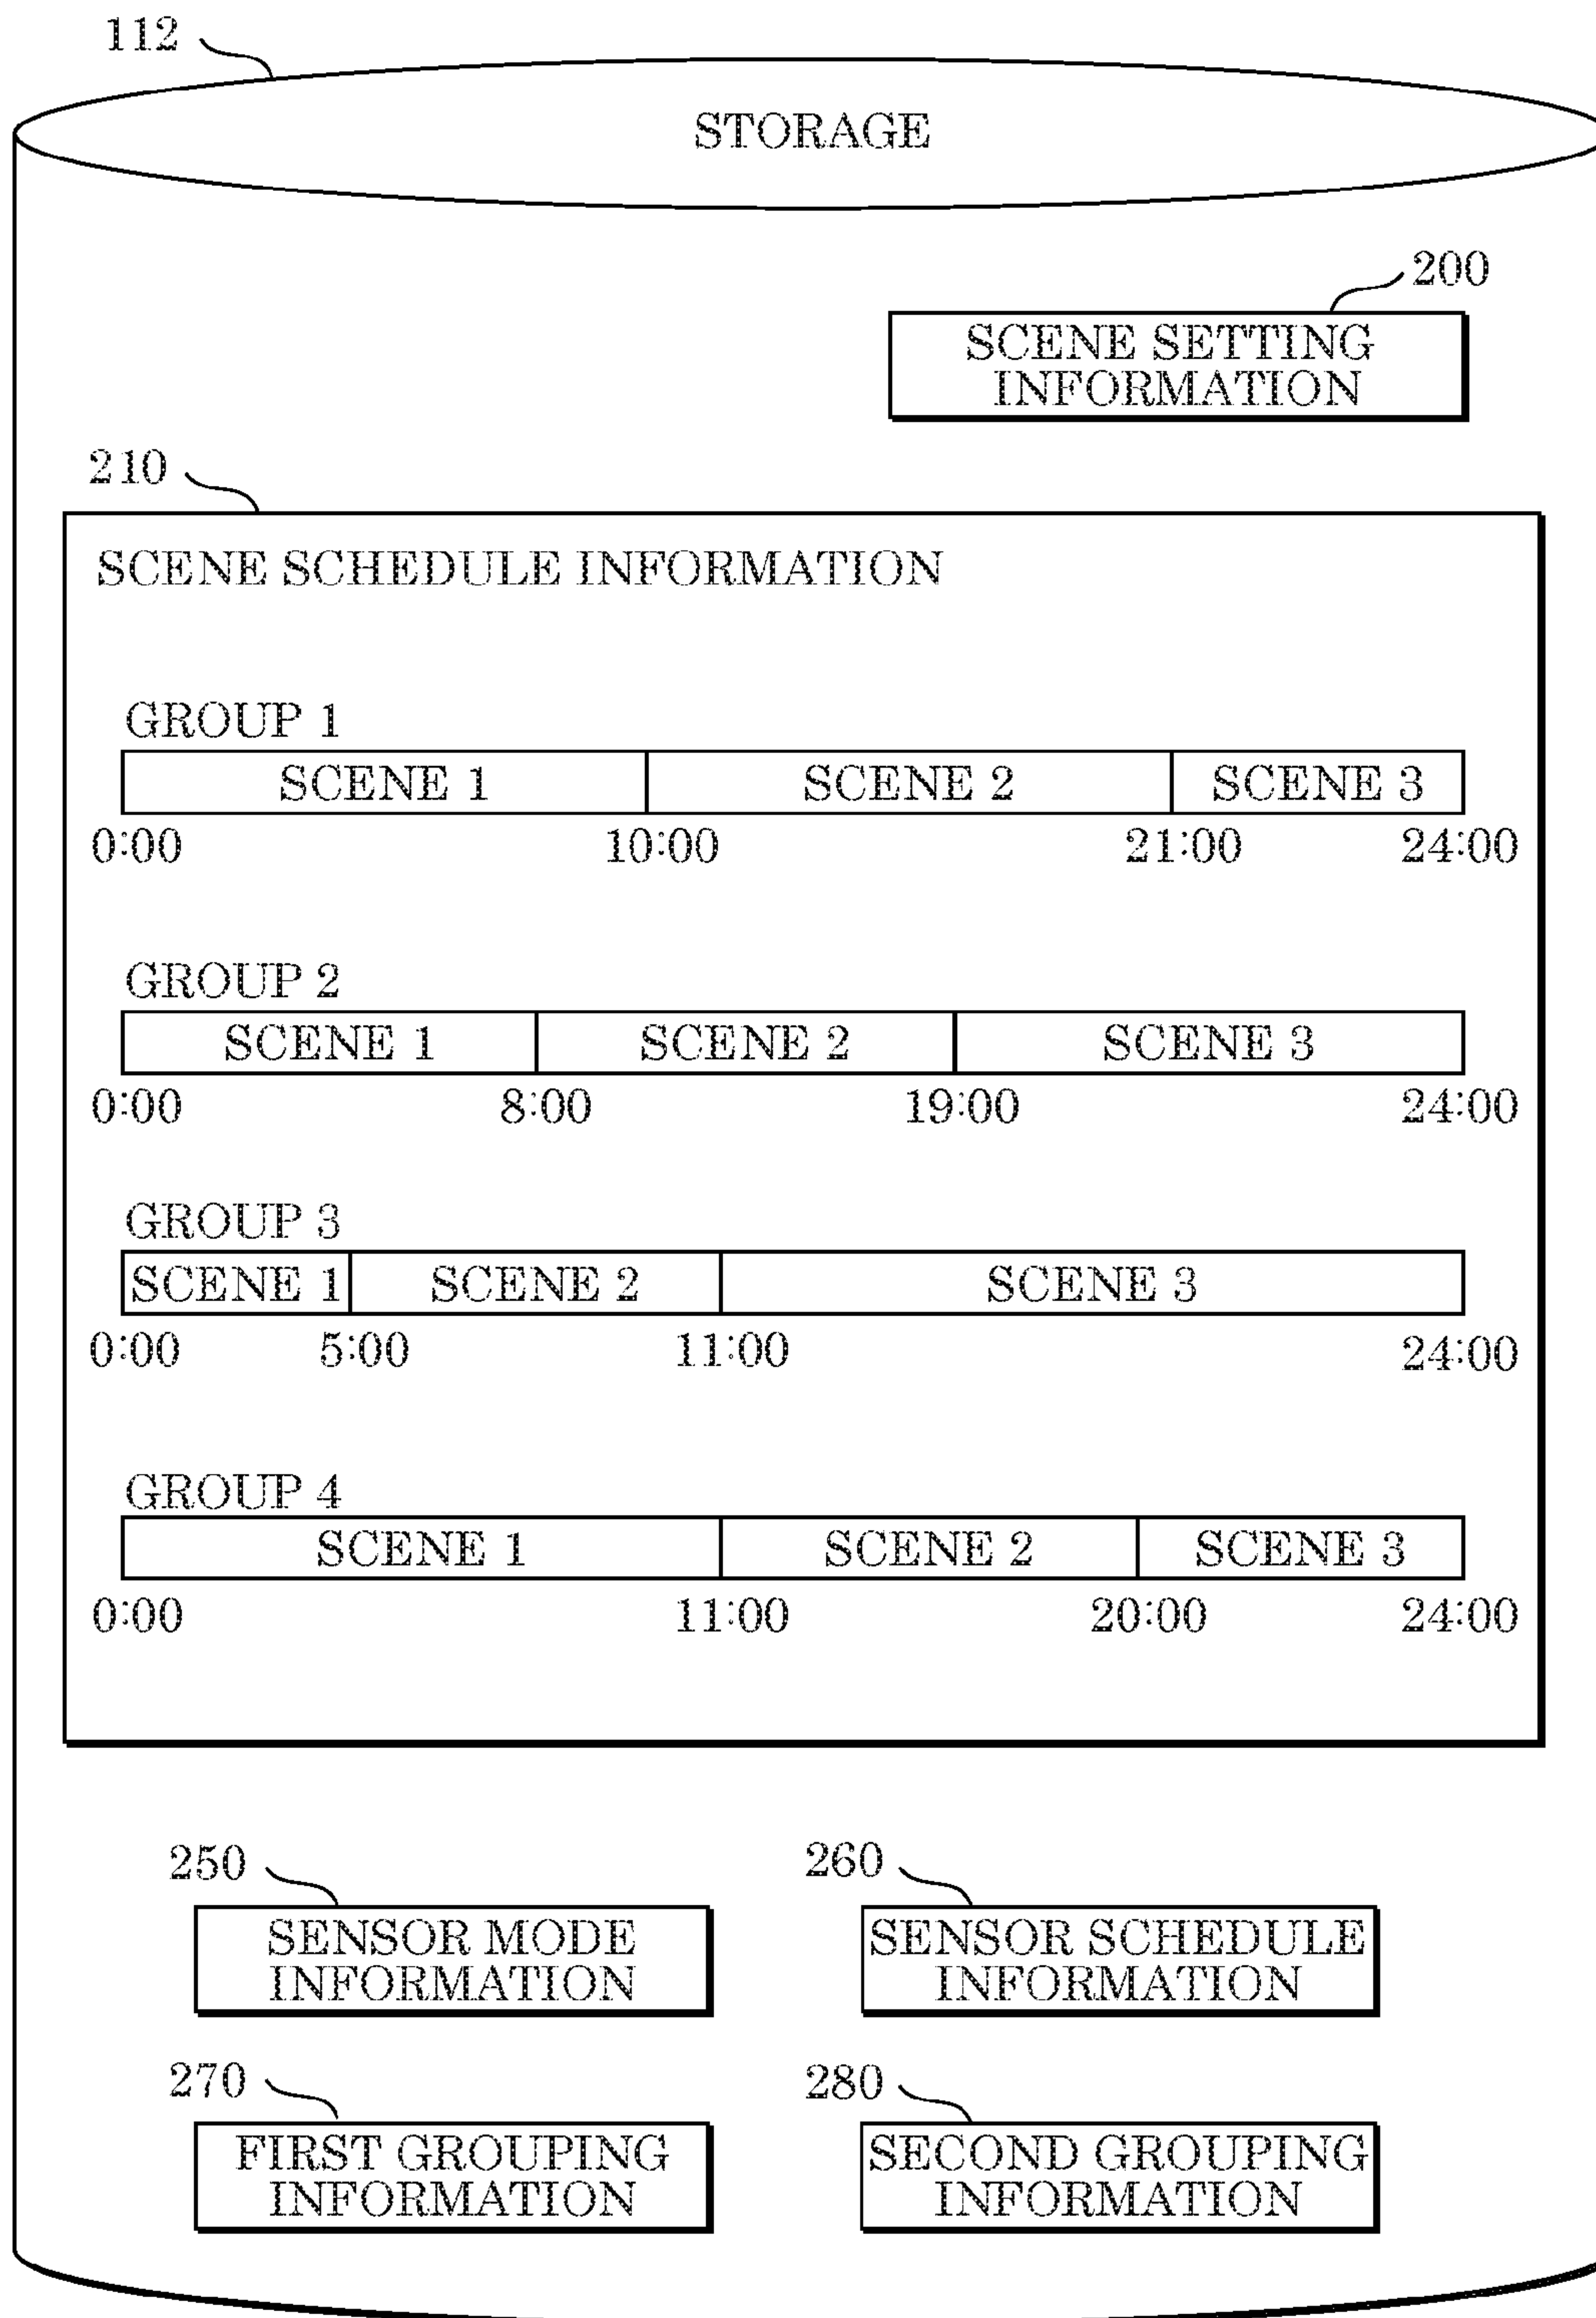 112
STORAGE
200
SCENE SETTING
INFORMATION
210
SCENE SCHEDULE INFORMATION
GROUP 1
SCENE 1 SCENE 2 SCENE 3
0:00 10:00 21:00 24:00
GROUP 2
SCENE 1 SCENE 2 SCENE 3
0:00 8:00 19:00 24:00
GROUP 3
SCENE 1 SCENE 2 SCENE 3
0:00 5:00 11:00 24:00
GROUP 4
SCENE 1 SCENE 2 SCENE 3
0:00 11:00 20:00 24:00
250
SENSOR MODE
INFORMATION
260
SENSOR SCHEDULE
INFORMATION
270
FIRST GROUPING
INFORMATION
280
SECOND GROUPING
INFORMATION